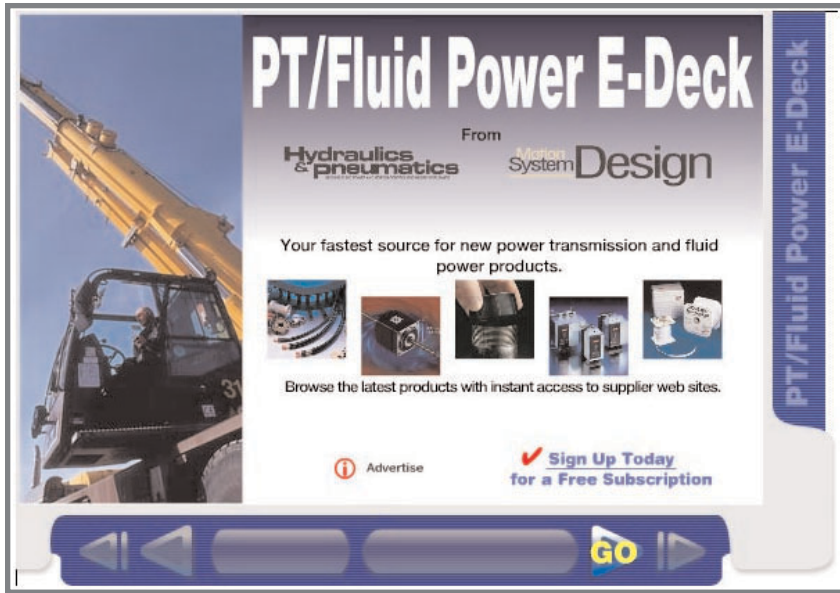 PT/Fluid Power E-Deck
From
Hydraulics
& pneumatics
Motion
System Design
Your fastest source for new power transmission and fluid
power products.
Browse the latest products with instant access to supplier web sites.
Advertise
Sign Up Today
for a Free Subscription
GO
PT/Fluid Power E-Deck
31